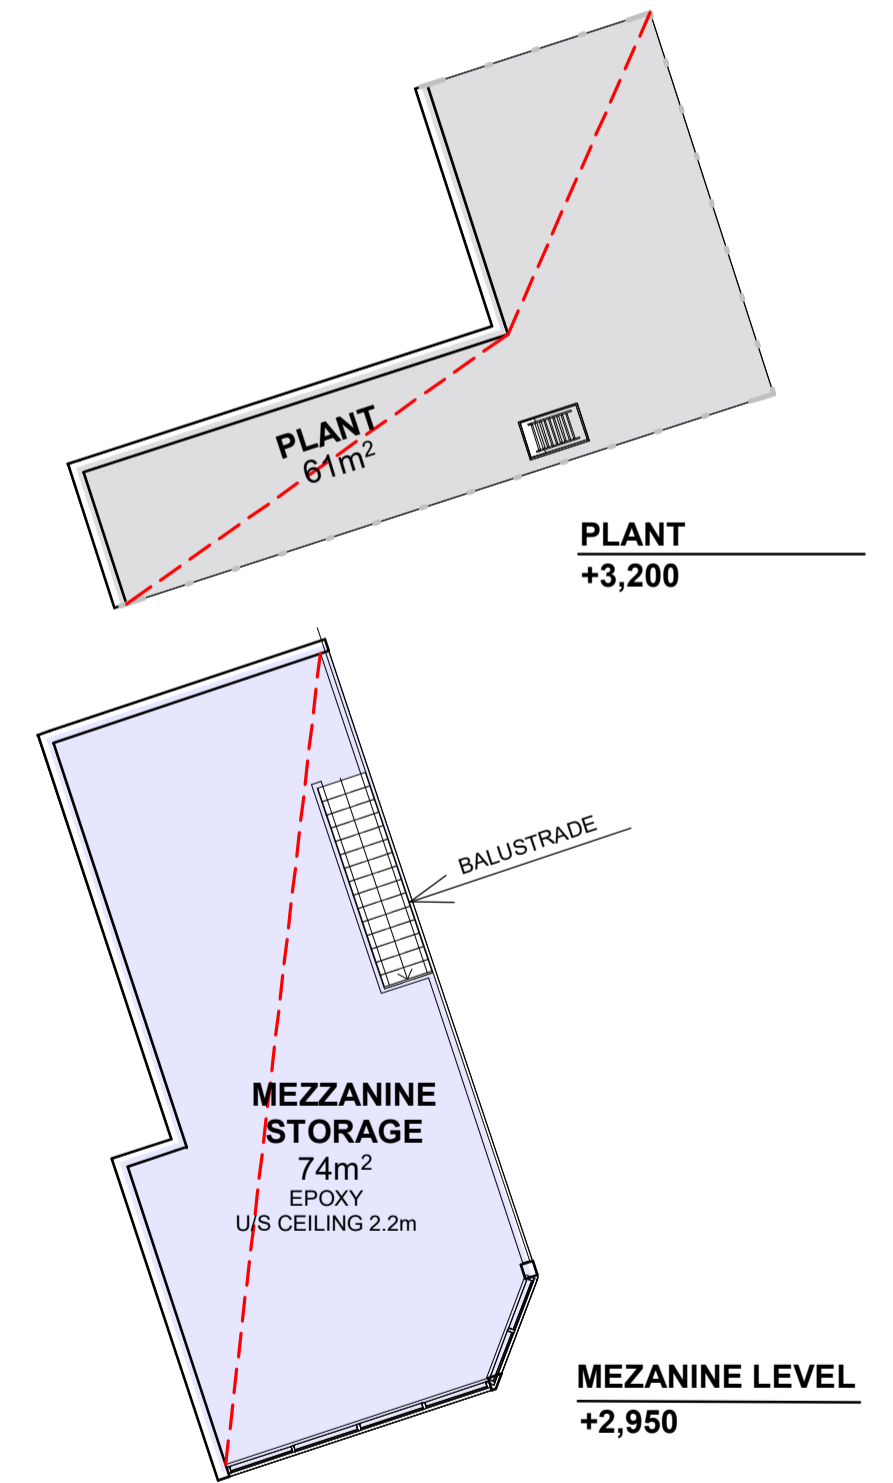 PLANT
61m²
PLANT
+3,200
BALUSTRADE
MEZZANINE
STORAGE
74m²
EPOXY
U/S CEILING 2.2m
MEZANINE LEVEL
+2,950